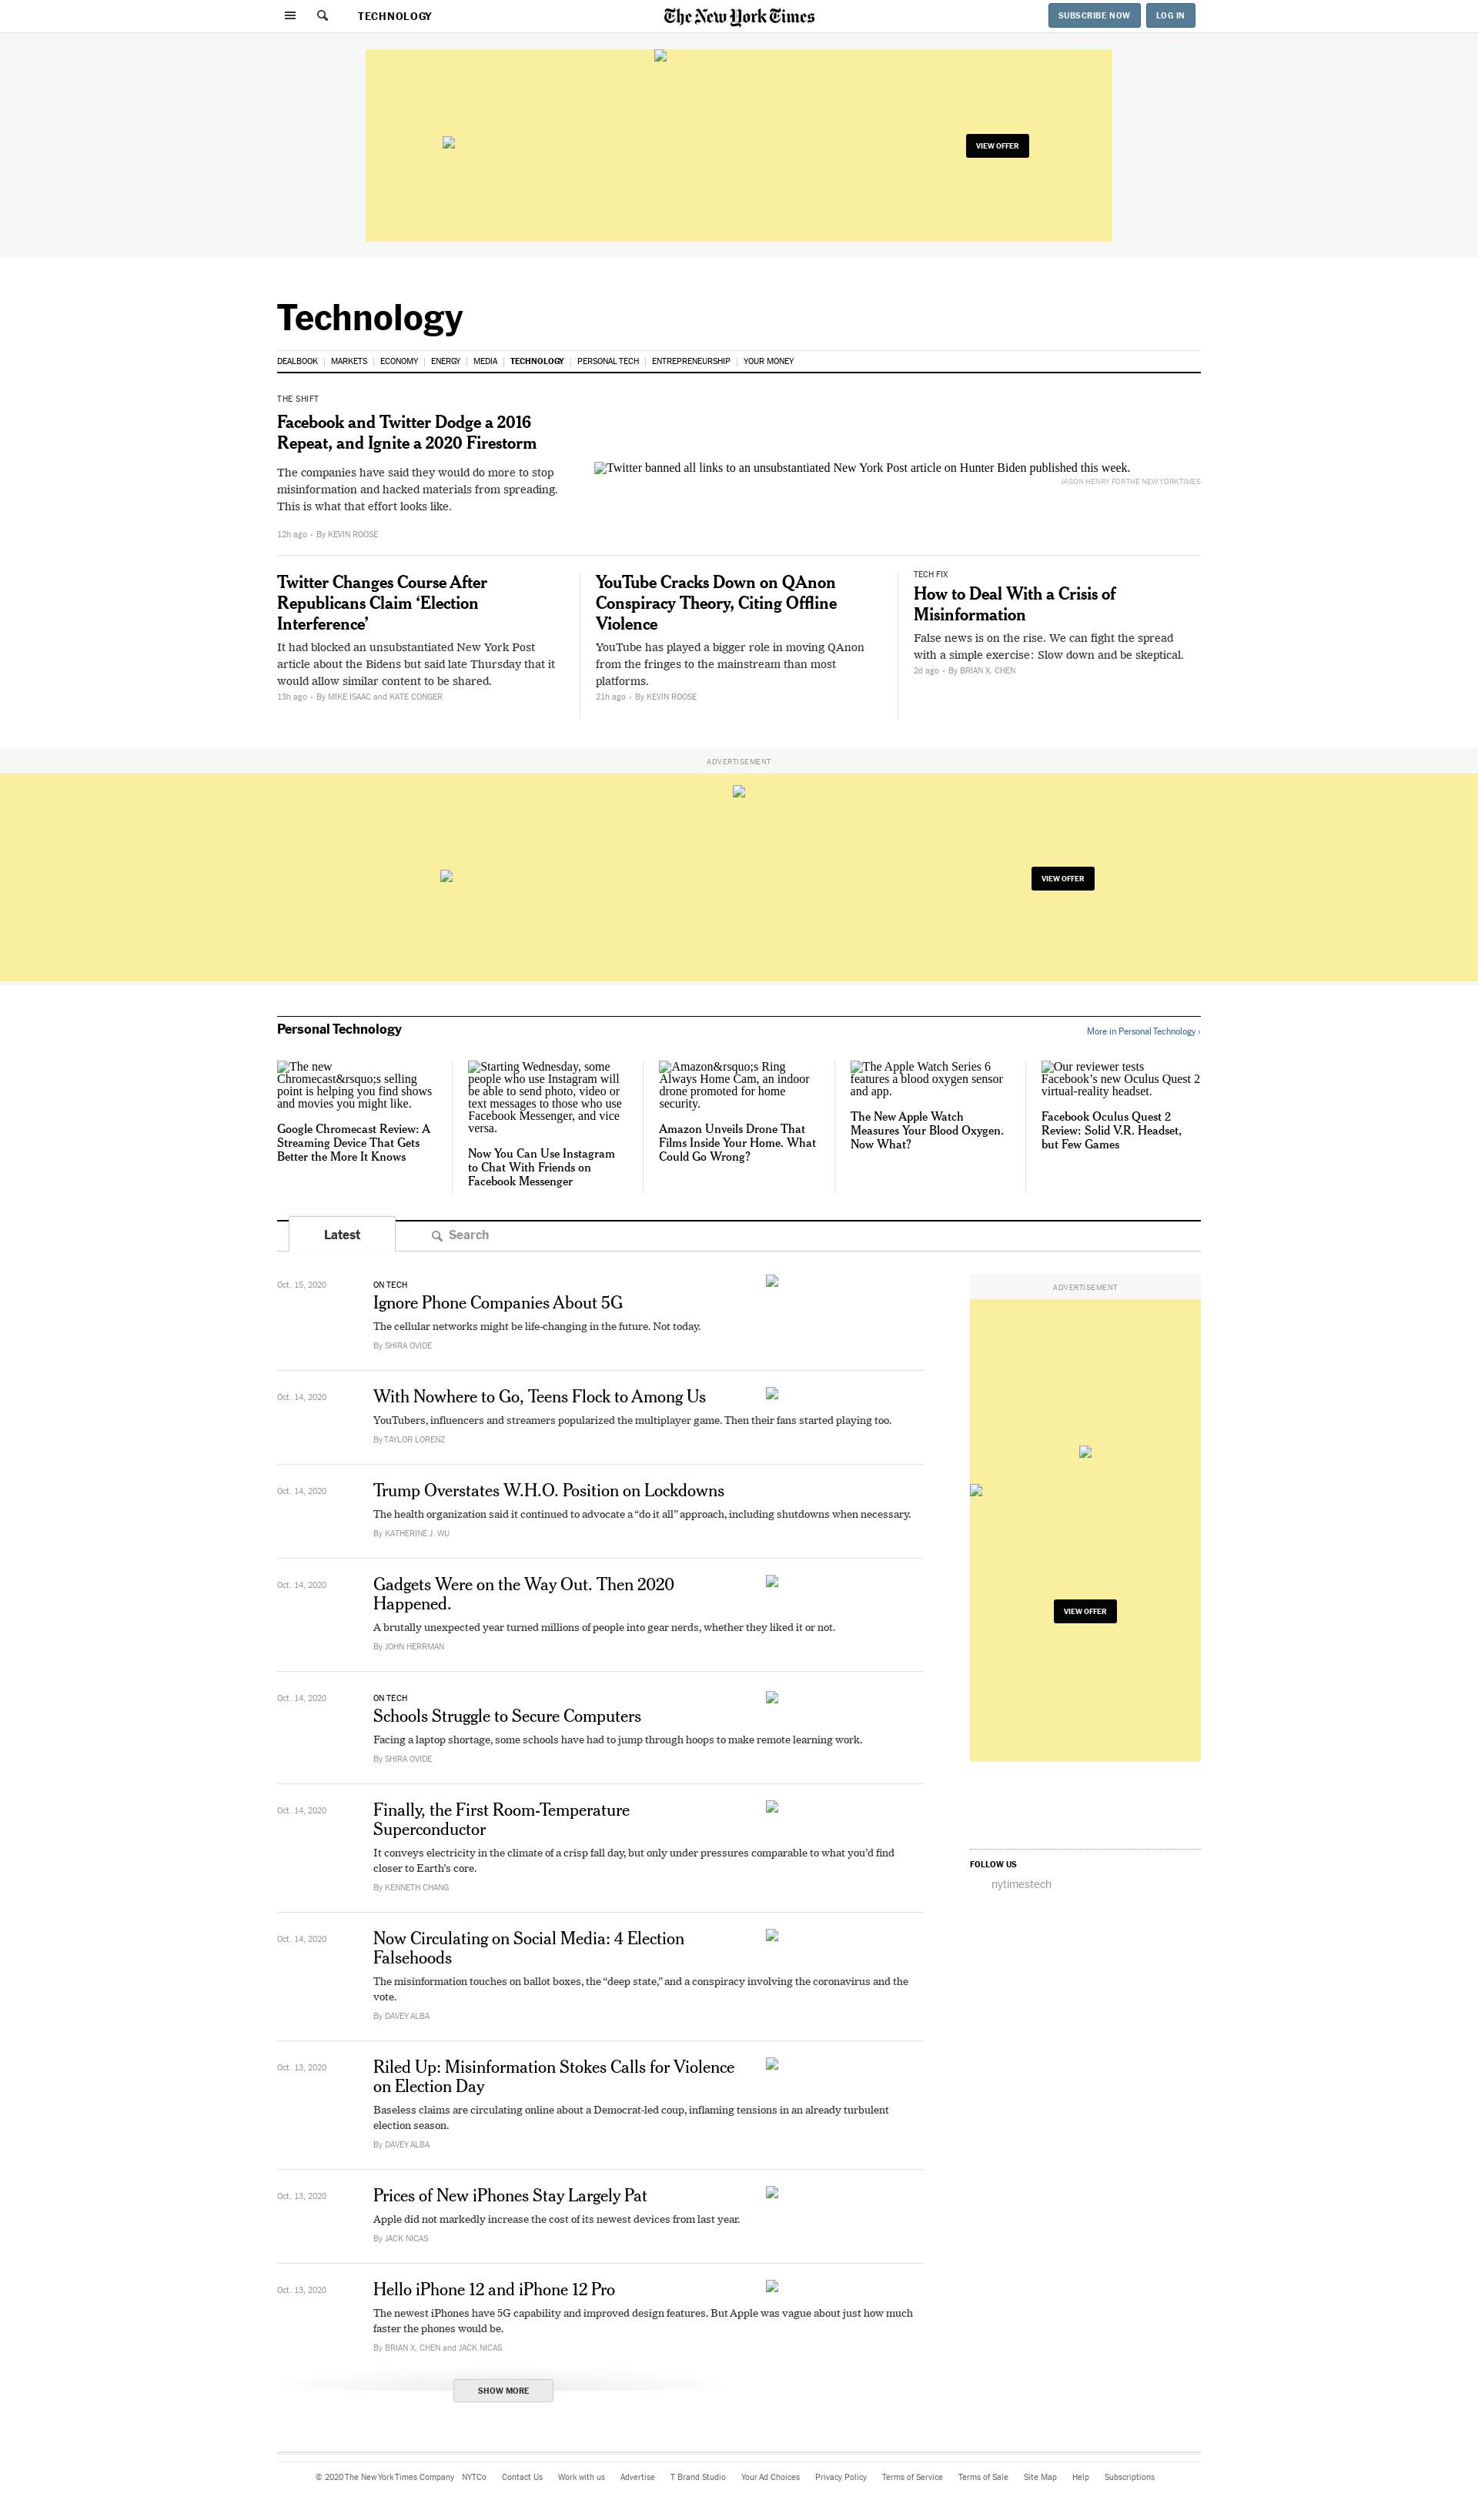 TECHNOLOGY
The New York Times
SUBSCRIBE NOW
LOG IN
VIEW OFFER
Technology
DEALBOOK | MARKETS | ECONOMY | ENERGY | MEDIA | TECHNOLOGY | PERSONAL TECH | ENTREPRENEURSHIP | YOUR MONEY
THE SHIFT
Facebook and Twitter Dodge a 2016
Repeat, and Ignite a 2020 Firestorm
The companies have said they would do more to stop
misinformation and hacked materials from spreading.
This is what that effort looks like.
12h ago • By KEVIN ROOSE
Twitter banned all links to an unsubstantiated New York Post article on Hunter Biden published this week.
JASON HENRY FOR THE NEW YORK TIMES
Twitter Changes Course After
Republicans Claim ‘Election
Interference’
It had blocked an unsubstantiated New York Post
article about the Bidens but said late Thursday that it
would allow similar content to be shared.
13h ago • By MIKE ISAAC and KATE CONGER
YouTube Cracks Down on QAnon
Conspiracy Theory, Citing Offline
Violence
YouTube has played a bigger role in moving QAnon
from the fringes to the mainstream than most
platforms.
21h ago • By KEVIN ROOSE
TECH FIX
How to Deal With a Crisis of
Misinformation
False news is on the rise. We can fight the spread
with a simple exercise: Slow down and be skeptical.
2d ago • By BRIAN X. CHEN
ADVERTISEMENT
VIEW OFFER
Personal Technology
More in Personal Technology ›
The new
Chromecast&rsquo;s selling
point is helping you find shows
and movies you might like.
Google Chromecast Review: A
Streaming Device That Gets
Better the More It Knows
Starting Wednesday, some
people who use Instagram will
be able to send photo, video or
text messages to those who use
Facebook Messenger, and vice
versa.
Now You Can Use Instagram
to Chat With Friends on
Facebook Messenger
Amazon&rsquo;s Ring
Always Home Cam, an indoor
drone promoted for home
security.
Amazon Unveils Drone That
Films Inside Your Home. What
Could Go Wrong?
The Apple Watch Series 6
features a blood oxygen sensor
and app.
The New Apple Watch
Measures Your Blood Oxygen.
Now What?
Our reviewer tests
Facebook’s new Oculus Quest 2
virtual-reality headset.
Facebook Oculus Quest 2
Review: Solid V.R. Headset,
but Few Games
Latest
Search
Oct. 15, 2020
ON TECH
Ignore Phone Companies About 5G
The cellular networks might be life-changing in the future. Not today.
By SHIRA OVIDE
Oct. 14, 2020
With Nowhere to Go, Teens Flock to Among Us
YouTubers, influencers and streamers popularized the multiplayer game. Then their fans started playing too.
By TAYLOR LORENZ
Oct. 14, 2020
Trump Overstates W.H.O. Position on Lockdowns
The health organization said it continued to advocate a “do it all” approach, including shutdowns when necessary.
By KATHERINE J. WU
Oct. 14, 2020
Gadgets Were on the Way Out. Then 2020
Happened.
A brutally unexpected year turned millions of people into gear nerds, whether they liked it or not.
By JOHN HERRMAN
Oct. 14, 2020
ON TECH
Schools Struggle to Secure Computers
Facing a laptop shortage, some schools have had to jump through hoops to make remote learning work.
By SHIRA OVIDE
Oct. 14, 2020
Finally, the First Room-Temperature
Superconductor
It conveys electricity in the climate of a crisp fall day, but only under pressures comparable to what you’d find
closer to Earth’s core.
By KENNETH CHANG
Oct. 14, 2020
Now Circulating on Social Media: 4 Election
Falsehoods
The misinformation touches on ballot boxes, the “deep state,” and a conspiracy involving the coronavirus and the
vote.
By DAVEY ALBA
Oct. 13, 2020
Riled Up: Misinformation Stokes Calls for Violence
on Election Day
Baseless claims are circulating online about a Democrat-led coup, inflaming tensions in an already turbulent
election season.
By DAVEY ALBA
Oct. 13, 2020
Prices of New iPhones Stay Largely Pat
Apple did not markedly increase the cost of its newest devices from last year.
By JACK NICAS
Oct. 13, 2020
Hello iPhone 12 and iPhone 12 Pro
The newest iPhones have 5G capability and improved design features. But Apple was vague about just how much
faster the phones would be.
By BRIAN X. CHEN and JACK NICAS
SHOW MORE
ADVERTISEMENT
VIEW OFFER
FOLLOW US
nytimestech
© 2020 The New York Times Company NYTCo Contact Us Work with us Advertise T Brand Studio Your Ad Choices Privacy Policy Terms of Service Terms of Sale Site Map Help Subscriptions